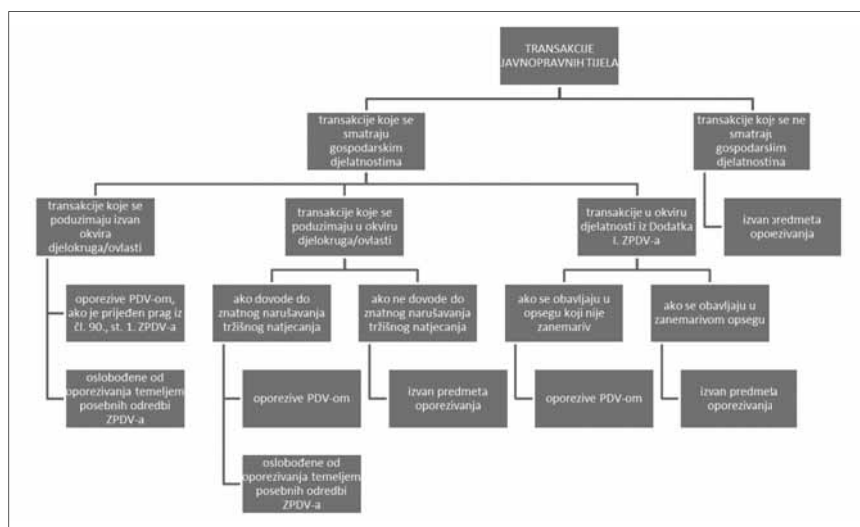 TRANSAKCIJE
JAVNOPRAVNIH TIJELA
transakcije koje se
smatraju
gospodarskim
djelatnostima
transakcije koje se ne
smatraju
gospodarskim
djelatnostima
transakcije koje se
poduzimaju izvan
okvira
djelokruga/ovlasti
transakcije koje se
poduzimaju u okviru
djelokruga/ovlasti
transakcije u okviru
djelatnosti iz Dodatka
I. ZPDV-a
izvan predmeta
oporezivanja
oporezive PDV-om,
ako je prijeđen prag iz
čl. 90., st. 1. ZPDV-a
ako dovode do
znatnog narušavanja
tržišnog natjecanja
ako ne dovode do
znatnog narušavanja
tržišnog natjecanja
ako se obavljaju u
opsegu koji nije
zanemariv
ako se obavljaju u
zanemarivom opsegu
oslobođene od
oporezivanja temeljem
posebnih odredbi
ZPDV-a
oporezive PDV-om
izvan predmeta
oporezivanja
oporezive PDV-om
izvan predmeta
oporezivanja
oslobođene od
oporezivanja temeljem
posebnih odredbi
ZPDV-a